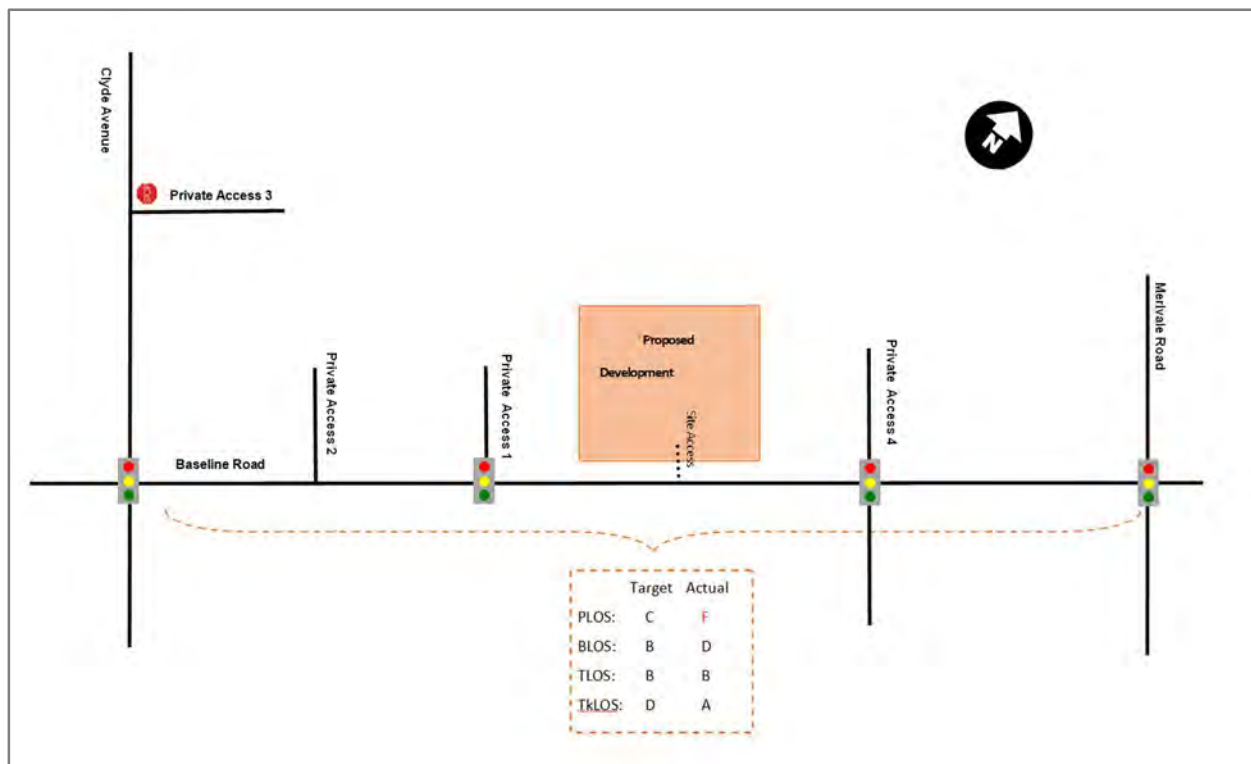 Clyde Avenue
N
Private Access 3
Merivale Road
Proposed
Development
Private Access 2
Private Access 1
Private Access 4
Site Access
Baseline Road
Target Actual
PLOS: C F
BLOS: B D
TLOS: B B
TkLOS: D A